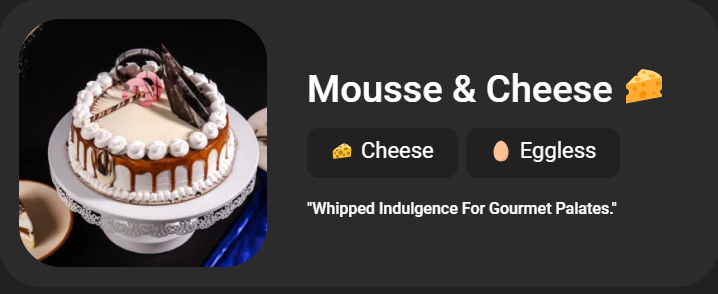 Mousse & Cheese 🧀
🧀 Cheese
🥚 Eggless
"Whipped Indulgence For Gourmet Palates."